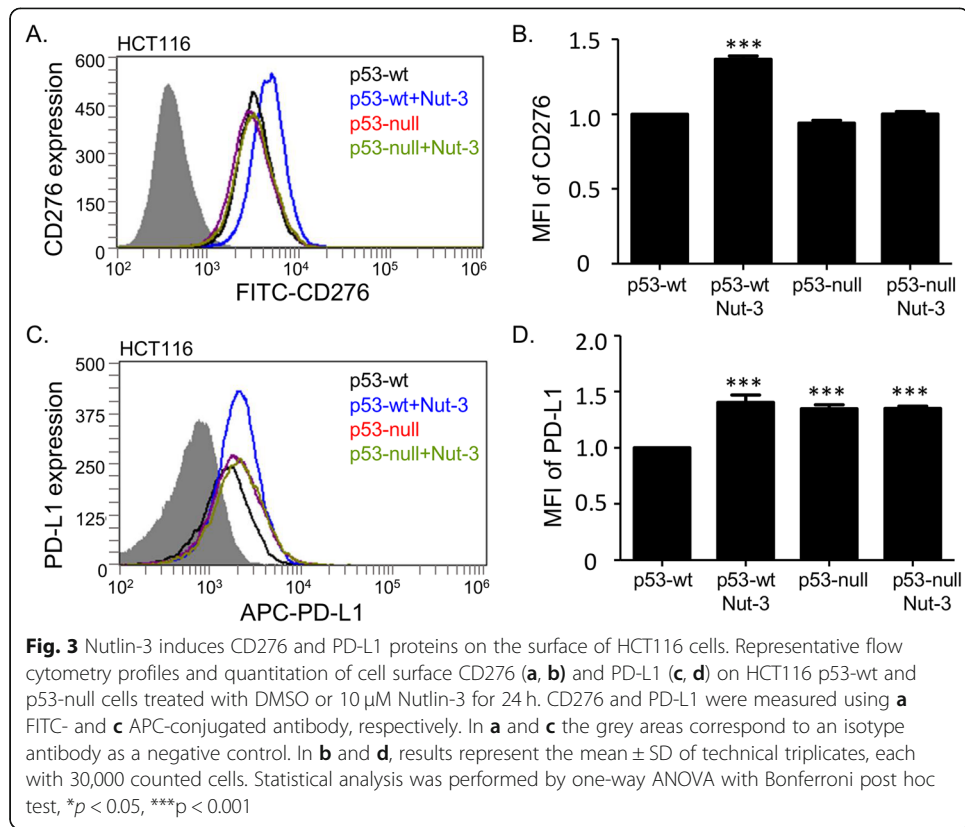 A.
HCT116
CD276 expression
600
450
300
150
0
p53-wt
p53-wt+Nut-3
p53-null
p53-null+Nut-3
10² 10³ 10⁴ 10⁵ 10⁶
FITC-CD276
B.
MFI of CD276
1.5
1.0
0.5
0
***
p53-wt
p53-wt Nut-3
p53-null
p53-null Nut-3
C.
HCT116
PD-L1 expression
500
375
250
125
0
p53-wt
p53-wt+Nut-3
p53-null
p53-null+Nut-3
10² 10³ 10⁴ 10⁵ 10⁶
APC-PD-L1
D.
MFI of PD-L1
2.0
1.5
1.0
0
*** *** ***
p53-wt
p53-wt Nut-3
p53-null
p53-null Nut-3
Fig. 3 Nutlin-3 induces CD276 and PD-L1 proteins on the surface of HCT116 cells. Representative flow
cytometry profiles and quantitation of cell surface CD276 (a, b) and PD-L1 (c, d) on HCT116 p53-wt and
p53-null cells treated with DMSO or 10 μM Nutlin-3 for 24 h. CD276 and PD-L1 were measured using a
FITC- and c APC-conjugated antibody, respectively. In a and c the grey areas correspond to an isotype
antibody as a negative control. In b and d, results represent the mean ± SD of technical triplicates, each
with 30,000 counted cells. Statistical analysis was performed by one-way ANOVA with Bonferroni post hoc
test, *p < 0.05, ***p < 0.001